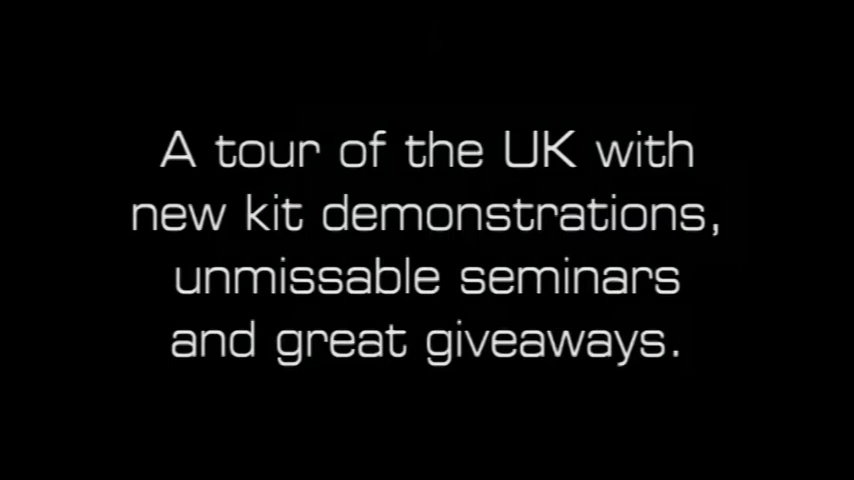 A tour of the UK with
new kit demonstrations,
unmissable seminars
and great giveaways.